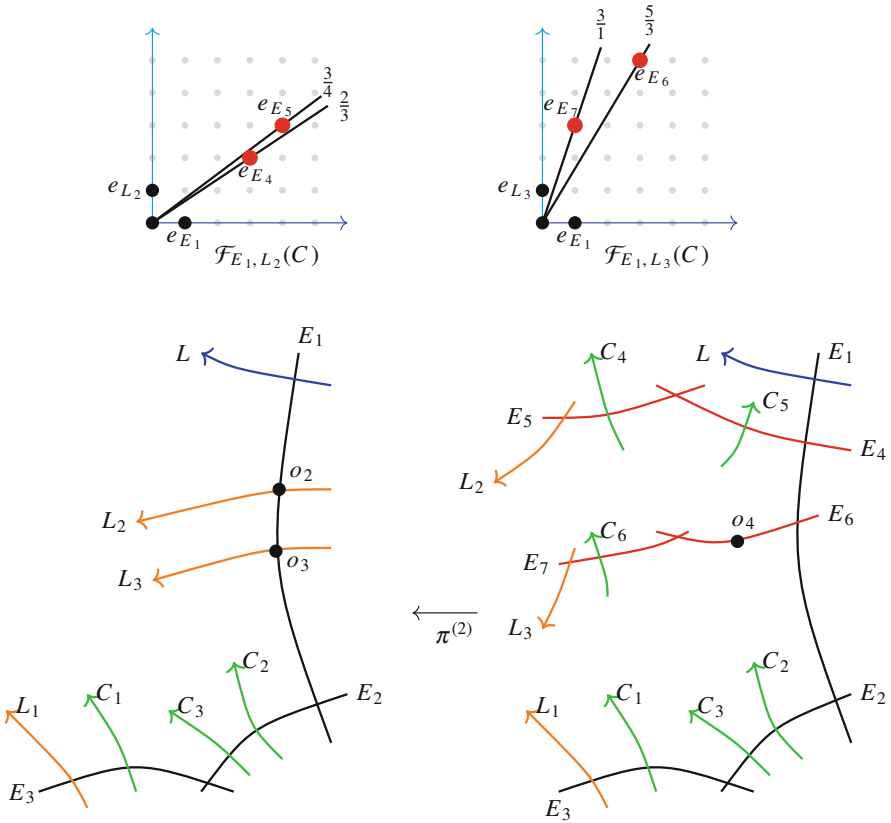 3/1 5/3
3/4 2/3
e_{E_5} e_{E_7} e_{E_6}
e_{E_4}
e_{L_2} e_{L_3}
e_{E_1} e_{E_1}
ℱ_{E_1, L_2}(C) ℱ_{E_1, L_3}(C)
L E_1 C_4 L E_1
C_5
E_5 E_4
o_2 L_2
L_2 o_4 E_6
C_6
o_3 E_7
L_3 L_3
π^{(2)}
C_2 C_2
L_1 C_1 C_3 E_2 L_1 C_1 C_3 E_2
E_3 E_3